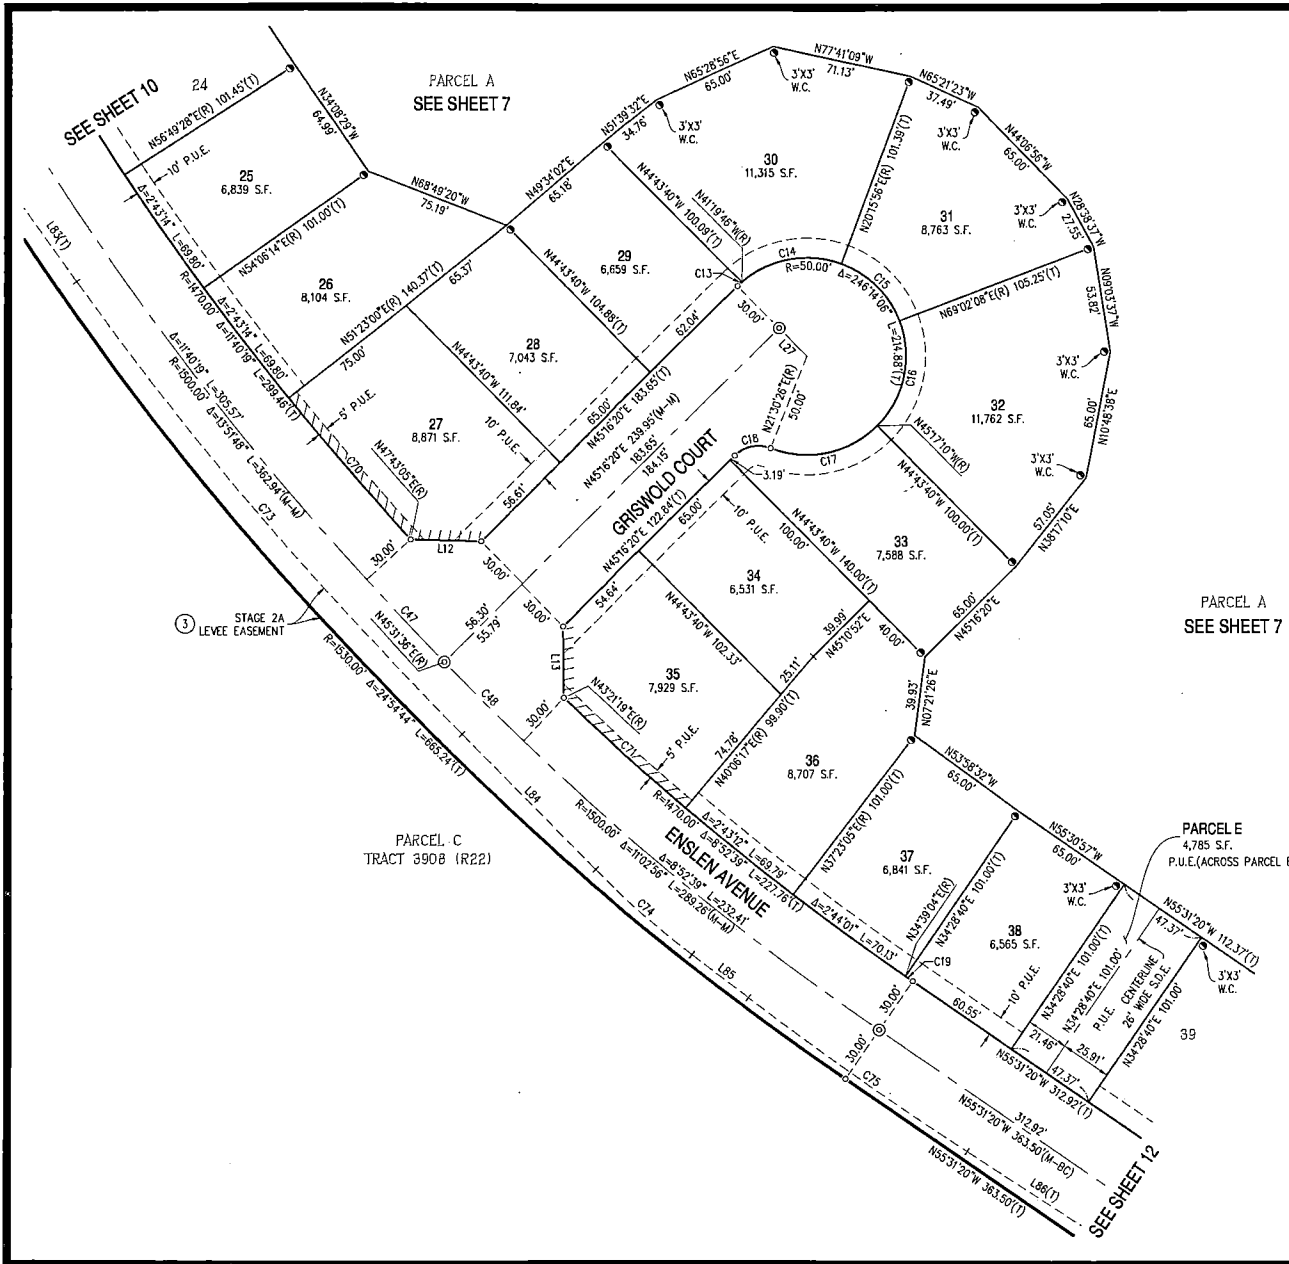 SEE SHEET 10
24
PARCEL A
SEE SHEET 7
N56°49'28"E(R) 101.45'(T)
N34°08'29"W
64.99'
10' P.U.E.
25
6,839 S.F.
N68°49'20"W
75.19'
N49°34'02"E
65.18'
N51°39'32"E
34.76'
N65°28'56"E
65.00'
3'X3'
W.C.
N77°41'09"W
71.13'
3'X3'
W.C.
N65°21'23"W
37.49'
3'X3'
W.C.
N44°06'56"W
65.00'
3'X3'
W.C.
N28°38'37"W
27.55'
N09°03'37"W
53.82'
3'X3'
W.C.
65.00'
N10°48'38"E
3'X3'
W.C.
57.05'
N38°17'10"E
30
11,315 S.F.
N20°15'56"E(R) 101.39'(T)
31
8,763 S.F.
N69°02'08"E(R) 105.25'(T)
32
11,762 S.F.
N44°43'40"W 100.09'(T)
N41°19'46"W(R)
C13
C14
R=50.00'
Δ=246°14'06"
L=214.88'(T)
C15
C16
C17
C18
N45°17'10"W(R)
N44°43'40"W 100.00'(T)
29
6,659 S.F.
N44°43'40"W 104.88'(T)
62.04'
30.00'
L27
N21°30'26"E(R)
50.00'
3.19'
L83(T)
Δ=2°43'14" L=69.80'
R=1470.00'
N54°06'14"E(R) 101.00'(T)
26
8,104 S.F.
Δ=2°43'14" L=69.80'
Δ=11°40'19" L=299.46'(T)
N51°23'00"E(R) 140.37'(T)
65.37'
75.00'
28
7,043 S.F.
N44°43'40"W 111.84'
65.00'
N45°16'20"E 183.65'(T)
N45°16'20"E 239.95'(M-M)
183.65'
184.15'
GRISWOLD COURT
Δ=11°40'19" L=305.57'
R=1500.00' Δ=13°51'48" L=362.94'(M-M)
5' P.U.E.
27
8,871 S.F.
10' P.U.E.
C70
N47°43'05"E(R)
56.61'
L12
30.00'
30.00'
30.00'
C73
C47
N45°31'36"E(R)
56.30'
55.79'
3
STAGE 2A
LEVEE EASEMENT
R=1530.00' Δ=24°54'44" L=665.24'(T)
C48
30.00'
L13
54.64'
N45°16'20"E 122.84'(T)
65.00'
10' P.U.E.
34
6,531 S.F.
N44°43'40"W 140.00'(T)
100.00'
33
7,588 S.F.
40.00'
65.00'
N45°16'20"E
N44°43'40"W 102.33'
39.99'
N45°10'52"E
25.11'
35
7,929 S.F.
N43°21'19"E(R)
C71
5' P.U.E.
74.78'
N40°06'17"E(R) 99.90'(T)
39.93'
N07°21'26"E
PARCEL A
SEE SHEET 7
36
8,707 S.F.
N53°58'32"W
65.00'
N37°23'05"E(R) 101.00'(T)
R=1470.00'
Δ=2°43'12" L=69.79'
Δ=8°52'39" L=227.76'(T)
ENSLEN AVENUE
R=1500.00'
Δ=8°52'39" L=232.41'
Δ=11°02'56" L=289.26'(M-M)
L84
PARCEL C
TRACT 3908 (R22)
37
6,841 S.F.
Δ=2°44'01" L=70.13'
N34°39'04"E(R)
N34°28'40"E 101.00'(T)
N55°30'57"W
65.00'
PARCEL E
4,785 S.F.
P.U.E.(ACROSS PARCEL E
3'X3'
W.C.
38
6,565 S.F.
47.37'
N55°31'20"W 112.37'(T)
3'X3'
W.C.
C74
L85
C19
30.00'
30.00'
60.55'
10' P.U.E.
N34°28'40"E 101.00'(T)
N34°28'40"E 101.00'
P.U.E.
CENTERLINE
26' WIDE S.D.E.
N34°28'40"E 101.00'
21.46'
25.91'
39
47.37'
N55°31'20"W 312.92'(T)
C75
312.92'
N55°31'20"W 363.50'(M-BC)
N55°31'20"W 363.50'(T)
L86(T)
SEE SHEET 12